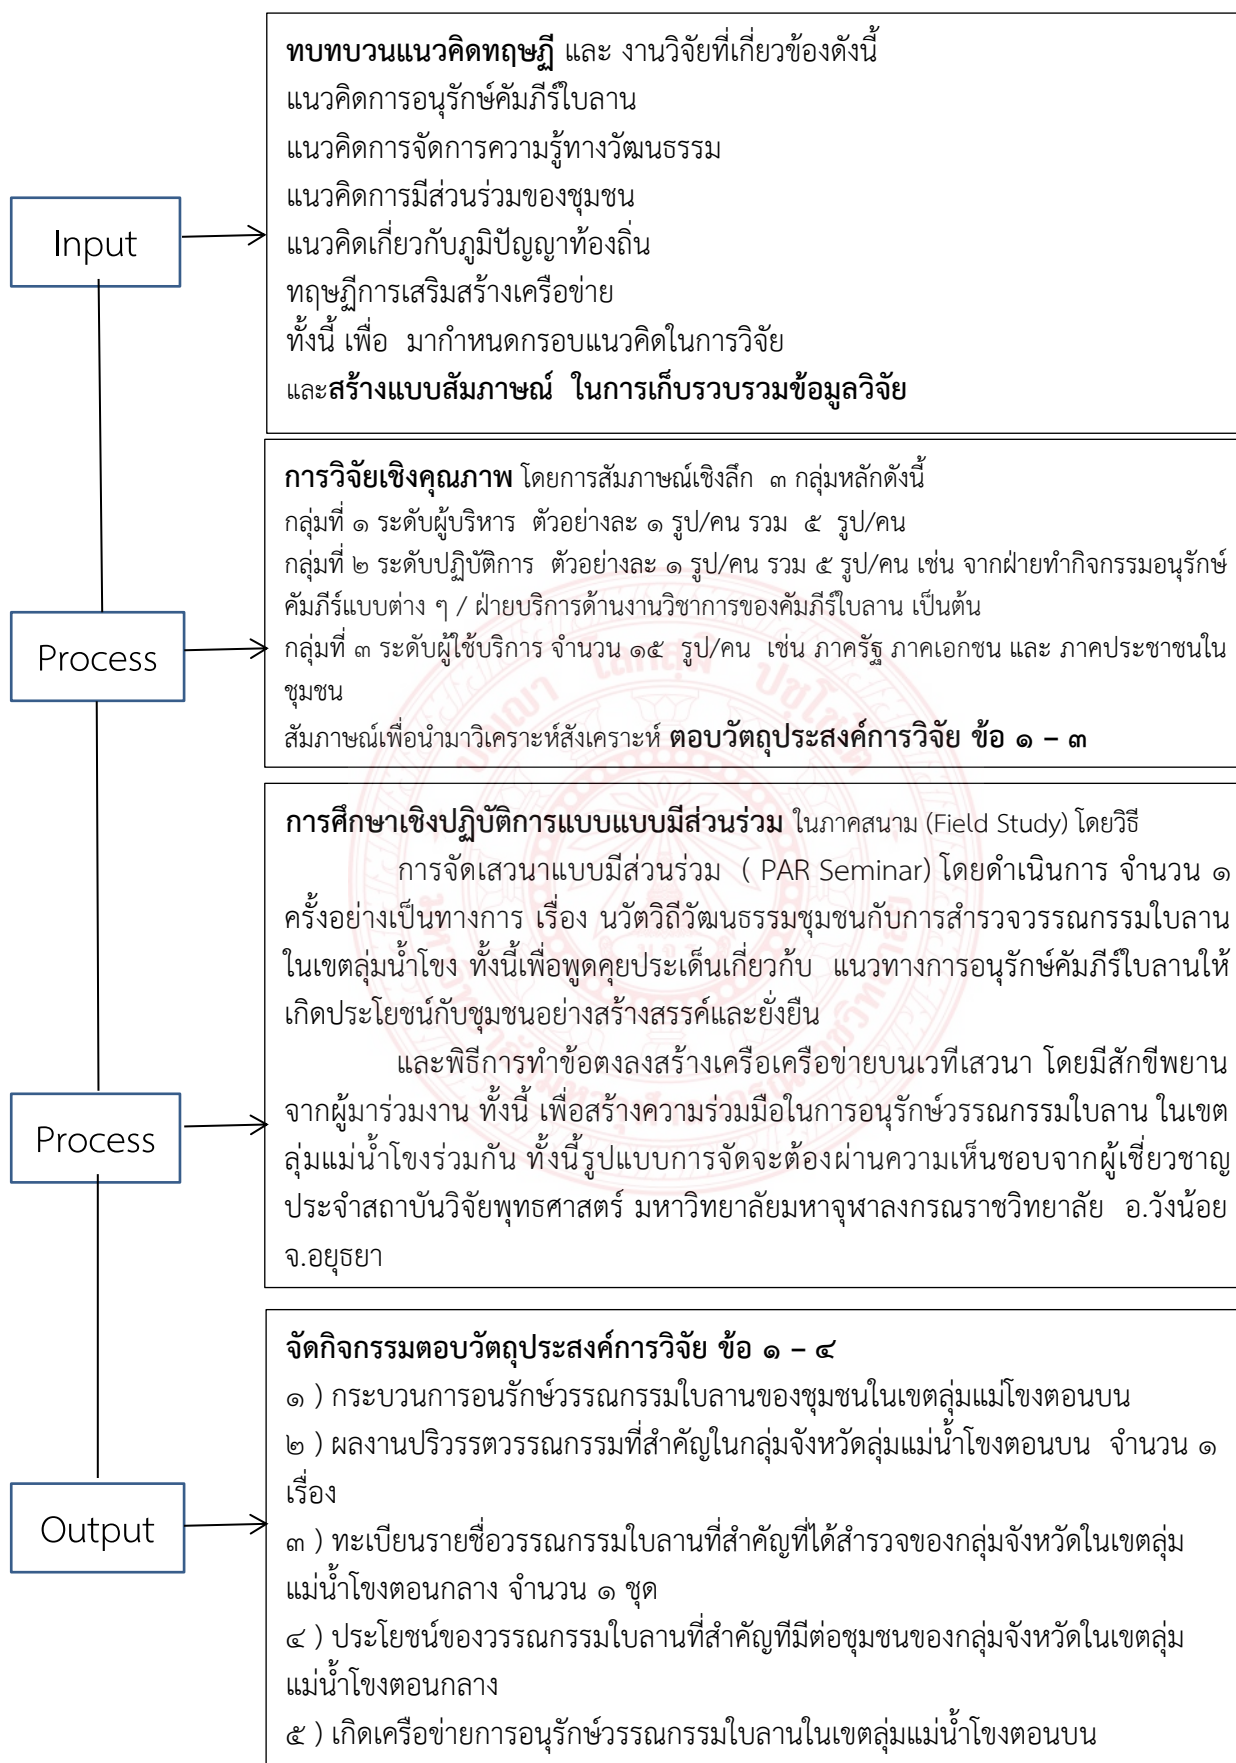 ทบทบวนแนวคิดทฤษฏี และ งานวิจัยที่เกี่ยวข้องดังนี้
แนวคิดการอนุรักษ์คัมภีร์ใบลาน
แนวคิดการจัดการความรู้ทางวัฒนธรรม
แนวคิดการมีส่วนร่วมของชุมชน
แนวคิดเกี่ยวกับภูมิปัญญาท้องถิ่น
ทฤษฏีการเสริมสร้างเครือข่าย
ทั้งนี้ เพื่อ มากำหนดกรอบแนวคิดในการวิจัย
และสร้างแบบสัมภาษณ์ ในการเก็บรวบรวมข้อมูลวิจัย
Input
การวิจัยเชิงคุณภาพ โดยการสัมภาษณ์เชิงลึก ๓ กลุ่มหลักดังนี้
กลุ่มที่ ๑ ระดับผู้บริหาร ตัวอย่างละ ๑ รูป/คน รวม ๕ รูป/คน
กลุ่มที่ ๒ ระดับปฏิบัติการ ตัวอย่างละ ๑ รูป/คน รวม ๕ รูป/คน เช่น จากฝ่ายทำกิจกรรมอนุรักษ์
คัมภีร์แบบต่าง ๆ / ฝ่ายบริการด้านงานวิชาการของคัมภีร์ใบลาน เป็นต้น
กลุ่มที่ ๓ ระดับผู้ใช้บริการ จำนวน ๑๕ รูป/คน เช่น ภาครัฐ ภาคเอกชน และ ภาคประชาชนใน
ชุมชน
สัมภาษณ์เพื่อนำมาวิเคราะห์สังเคราะห์ ตอบวัตถุประสงค์การวิจัย ข้อ ๑ – ๓
Process
การศึกษาเชิงปฏิบัติการแบบแบบมีส่วนร่วม ในภาคสนาม (Field Study) โดยวิธี
การจัดเสวนาแบบมีส่วนร่วม ( PAR Seminar) โดยดำเนินการ จำนวน ๑
ครั้งอย่างเป็นทางการ เรื่อง นวัตวิถีวัฒนธรรมชุมชนกับการสำรวจวรรณกรรมใบลาน
ในเขตลุ่มน้ำโขง ทั้งนี้เพื่อพูดคุยประเด็นเกี่ยวกับ แนวทางการอนุรักษ์คัมภีร์ใบลานให้
เกิดประโยชน์กับชุมชนอย่างสร้างสรรค์และยั่งยืน
และพิธีการทำข้อตงลงสร้างเครือเครือข่ายบนเวทีเสวนา โดยมีสักขีพยาน
จากผู้มาร่วมงาน ทั้งนี้ เพื่อสร้างความร่วมมือในการอนุรักษ์วรรณกรรมใบลาน ในเขต
ลุ่มแม่น้ำโขงร่วมกัน ทั้งนี้รูปแบบการจัดจะต้องผ่านความเห็นชอบจากผู้เชี่ยวชาญ
ประจำสถาบันวิจัยพุทธศาสตร์ มหาวิทยาลัยมหาจุฬาลงกรณราชวิทยาลัย อ.วังน้อย
จ.อยุธยา
Process
จัดกิจกรรมตอบวัตถุประสงค์การวิจัย ข้อ ๑ – ๔
๑ ) กระบวนการอนรักษ์วรรณกรรมใบลานของชุมชนในเขตลุ่มแม่โขงตอนบน
๒ ) ผลงานปริวรรตวรรณกรรมที่สำคัญในกลุ่มจังหวัดลุ่มแม่น้ำโขงตอนบน จำนวน ๑
เรื่อง
๓ ) ทะเบียนรายชื่อวรรณกรรมใบลานที่สำคัญที่ได้สำรวจของกลุ่มจังหวัดในเขตลุ่ม
แม่น้ำโขงตอนกลาง จำนวน ๑ ชุด
๔ ) ประโยชน์ของวรรณกรรมใบลานที่สำคัญทีมีต่อชุมชนของกลุ่มจังหวัดในเขตลุ่ม
แม่น้ำโขงตอนกลาง
๕ ) เกิดเครือข่ายการอนุรักษ์วรรณกรรมใบลานในเขตลุ่มแม่น้ำโขงตอนบน
Output
ปญฺญา โลกสฺมิ ปชฺโชโต